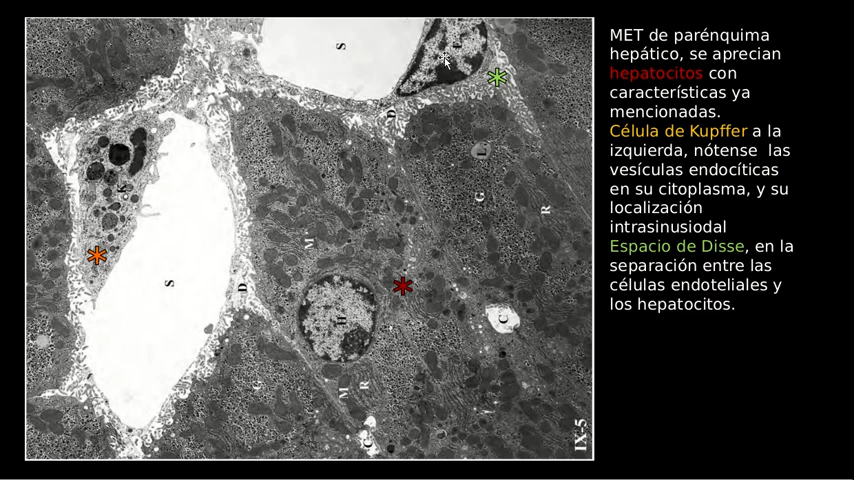 MET de parénquima
hepático, se aprecian
hepatocitos con
características ya
mencionadas.
Célula de Kupffer a la
izquierda, nótense las
vesículas endocíticas
en su citoplasma, y su
localización
intrasinusiodal
Espacio de Disse, en la
separación entre las
células endoteliales y
los hepatocitos.
S
D
L
G
R
K
M
S
D
H
C
G
M
R
C
IX-5